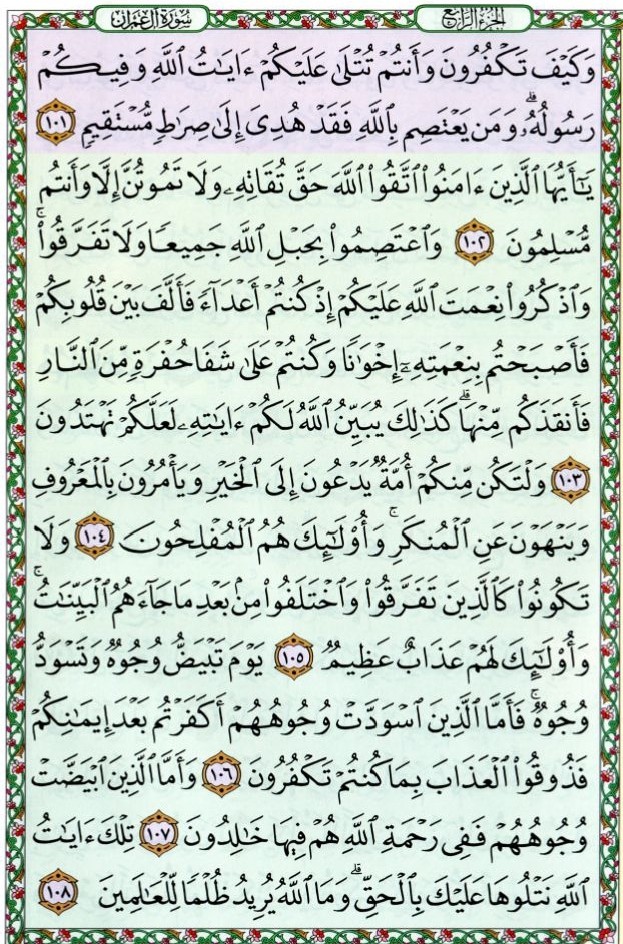 سورة آل عمران الجزء الرابع
وَكَيْفَ تَكْفُرُونَ وَأَنتُمْ تُتْلَىٰ عَلَيْكُمْ ءَايَـٰتُ ٱللَّهِ وَفِيكُمْ
رَسُولُهُۥ ۗ وَمَن يَعْتَصِم بِٱللَّهِ فَقَدْ هُدِىَ إِلَىٰ صِرَٰطٍ مُّسْتَقِيمٍ ١٠١
يَـٰٓأَيُّهَا ٱلَّذِينَ ءَامَنُوا۟ ٱتَّقُوا۟ ٱللَّهَ حَقَّ تُقَاتِهِۦ وَلَا تَمُوتُنَّ إِلَّا وَأَنتُم
مُّسْلِمُونَ ١٠٢ وَٱعْتَصِمُوا۟ بِحَبْلِ ٱللَّهِ جَمِيعًا وَلَا تَفَرَّقُوا۟ ۚ
وَٱذْكُرُوا۟ نِعْمَتَ ٱللَّهِ عَلَيْكُمْ إِذْ كُنتُمْ أَعْدَآءً فَأَلَّفَ بَيْنَ قُلُوبِكُمْ
فَأَصْبَحْتُم بِنِعْمَتِهِۦٓ إِخْوَٰنًا وَكُنتُمْ عَلَىٰ شَفَا حُفْرَةٍ مِّنَ ٱلنَّارِ
فَأَنقَذَكُم مِّنْهَا ۗ كَذَٰلِكَ يُبَيِّنُ ٱللَّهُ لَكُمْ ءَايَـٰتِهِۦ لَعَلَّكُمْ تَهْتَدُونَ
١٠٣ وَلْتَكُن مِّنكُمْ أُمَّةٌ يَدْعُونَ إِلَى ٱلْخَيْرِ وَيَأْمُرُونَ بِٱلْمَعْرُوفِ
وَيَنْهَوْنَ عَنِ ٱلْمُنكَرِ ۚ وَأُو۟لَـٰٓئِكَ هُمُ ٱلْمُفْلِحُونَ ١٠٤ وَلَا
تَكُونُوا۟ كَٱلَّذِينَ تَفَرَّقُوا۟ وَٱخْتَلَفُوا۟ مِنۢ بَعْدِ مَا جَآءَهُمُ ٱلْبَيِّنَـٰتُ ۚ
وَأُو۟لَـٰٓئِكَ لَهُمْ عَذَابٌ عَظِيمٌ ١٠٥ يَوْمَ تَبْيَضُّ وُجُوهٌ وَتَسْوَدُّ
وُجُوهٌ ۚ فَأَمَّا ٱلَّذِينَ ٱسْوَدَّتْ وُجُوهُهُمْ أَكَفَرْتُم بَعْدَ إِيمَـٰنِكُمْ
فَذُوقُوا۟ ٱلْعَذَابَ بِمَا كُنتُمْ تَكْفُرُونَ ١٠٦ وَأَمَّا ٱلَّذِينَ ٱبْيَضَّتْ
وُجُوهُهُمْ فَفِى رَحْمَةِ ٱللَّهِ هُمْ فِيهَا خَـٰلِدُونَ ١٠٧ تِلْكَ ءَايَـٰتُ
ٱللَّهِ نَتْلُوهَا عَلَيْكَ بِٱلْحَقِّ ۗ وَمَا ٱللَّهُ يُرِيدُ ظُلْمًا لِّلْعَـٰلَمِينَ ١٠٨